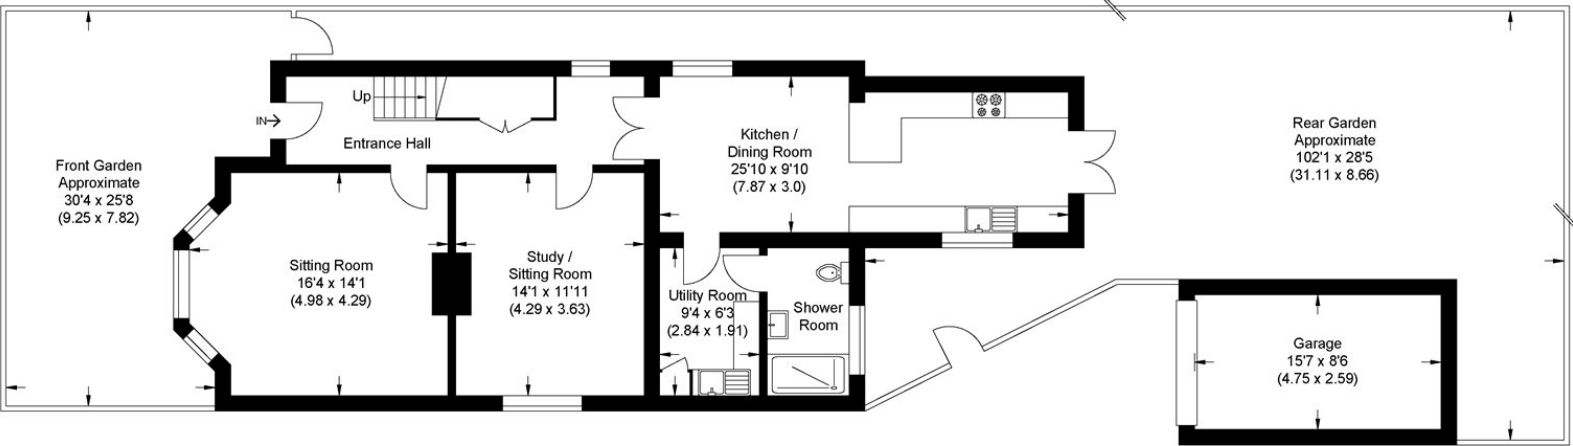 Front Garden
Approximate
30'4 x 25'8
(9.25 x 7.82)
IN
Up
Entrance Hall
Sitting Room
16'4 x 14'1
(4.98 x 4.29)
Study /
Sitting Room
14'1 x 11'11
(4.29 x 3.63)
Kitchen /
Dining Room
25'10 x 9'10
(7.87 x 3.0)
Utility Room
9'4 x 6'3
(2.84 x 1.91)
Shower
Room
Rear Garden
Approximate
102'1 x 28'5
(31.11 x 8.66)
Garage
15'7 x 8'6
(4.75 x 2.59)